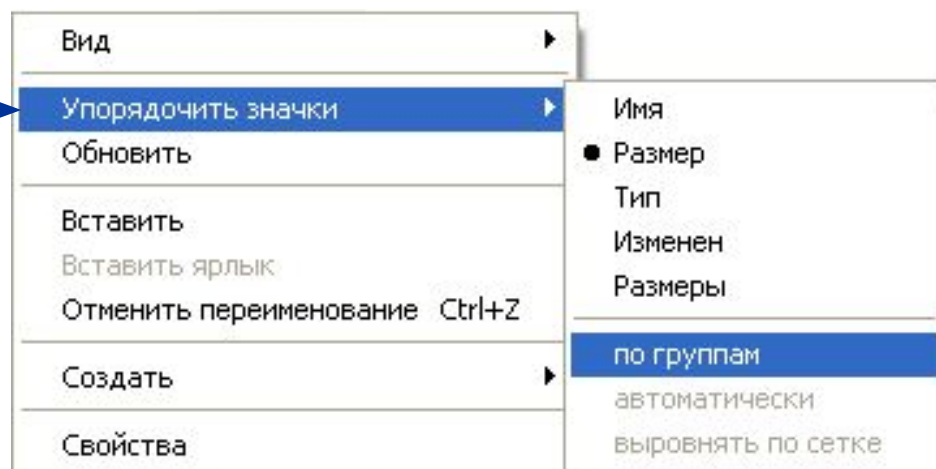 Вид
Упорядочить значки
Обновить
Вставить
Вставить ярлык
Отменить переименование Ctrl+Z
Создать
Свойства
Имя
Размер
Тип
Изменен
Размеры
по группам
автоматически
выровнять по сетке